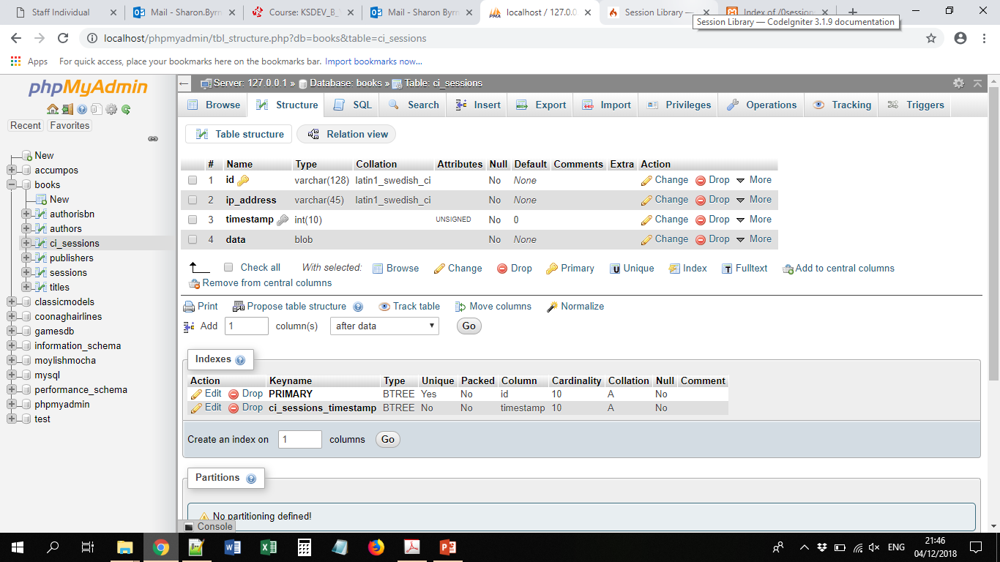 Staff Individual
Mail - Sharon.Byrn
Course: KSDEV_B_
Mail - Sharon Byrn
localhost / 127.0.0
Session Library —
Index of /0session
Session Library — CodeIgniter 3.1.9 documentation
localhost/phpmyadmin/tbl_structure.php?db=books&table=ci_sessions
Apps For quick access, place your bookmarks here on the bookmarks bar. Import bookmarks now...
phpMyAdmin
Recent Favorites
New
accumpos
books
New
authorisbn
authors
ci_sessions
publishers
sessions
titles
classicmodels
coonaghairlines
gamesdb
information_schema
moylishmocha
mysql
performance_schema
phpmyadmin
test
Server: 127.0.0.1 » Database: books » Table: ci_sessions
Browse Structure SQL Search Insert Export Import Privileges Operations Tracking Triggers
Table structure Relation view
# Name Type Collation Attributes Null Default Comments Extra Action
1 id varchar(128) latin1_swedish_ci No None Change Drop More
2 ip_address varchar(45) latin1_swedish_ci No None Change Drop More
3 timestamp int(10) UNSIGNED No 0 Change Drop More
4 data blob No None Change Drop More
Check all With selected: Browse Change Drop Primary Unique Index Fulltext Add to central columns
Remove from central columns
Print Propose table structure Track table Move columns Normalize
Add 1 column(s) after data Go
Indexes
Action Keyname Type Unique Packed Column Cardinality Collation Null Comment
Edit Drop PRIMARY BTREE Yes No id 10 A No
Edit Drop ci_sessions_timestamp BTREE No No timestamp 10 A No
Create an index on 1 columns Go
Partitions
No partitioning defined!
Console
ENG
21:46
04/12/2018